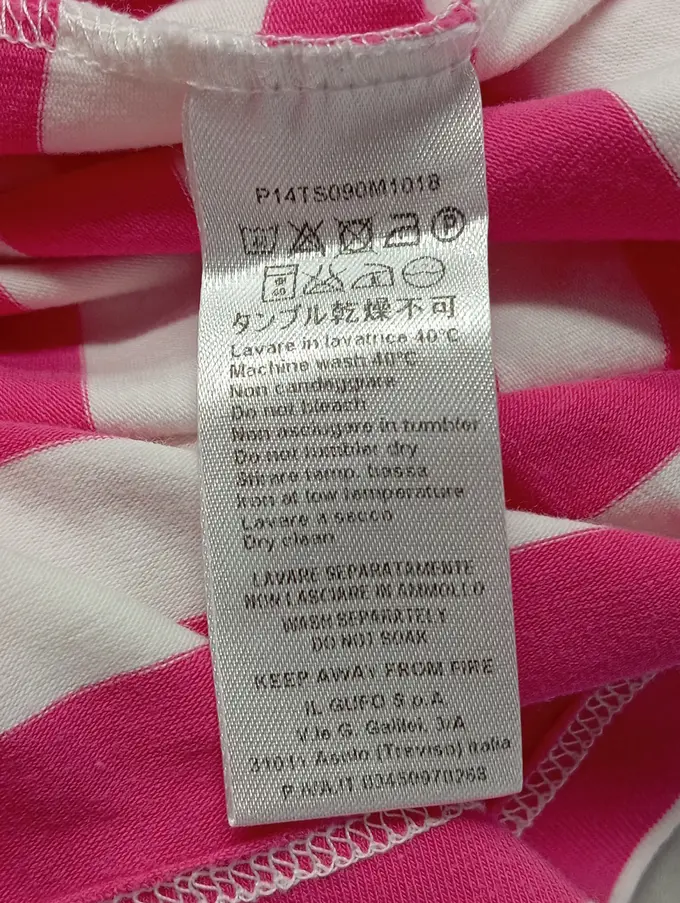 P14TS090M1018
タンブル乾燥不可
Lavare in lavatrice 40°C
Machine wash 40°C
Non candeggiare
Do not bleach
Non asciugare in tumbler
Do not tumbler dry
Stirare temp. bassa
Iron at low temperature
Lavare a secco
Dry clean
LAVARE SEPARATAMENTE
NON LASCIARE IN AMMOLLO
WASH SEPARATELY
DO NOT SOAK
KEEP AWAY FROM FIRE
IL GUFO S.p.A.
V.le G. Galilei, 3/A
31011 Asolo (Treviso) Italia
P.IVA.IT 03450970268